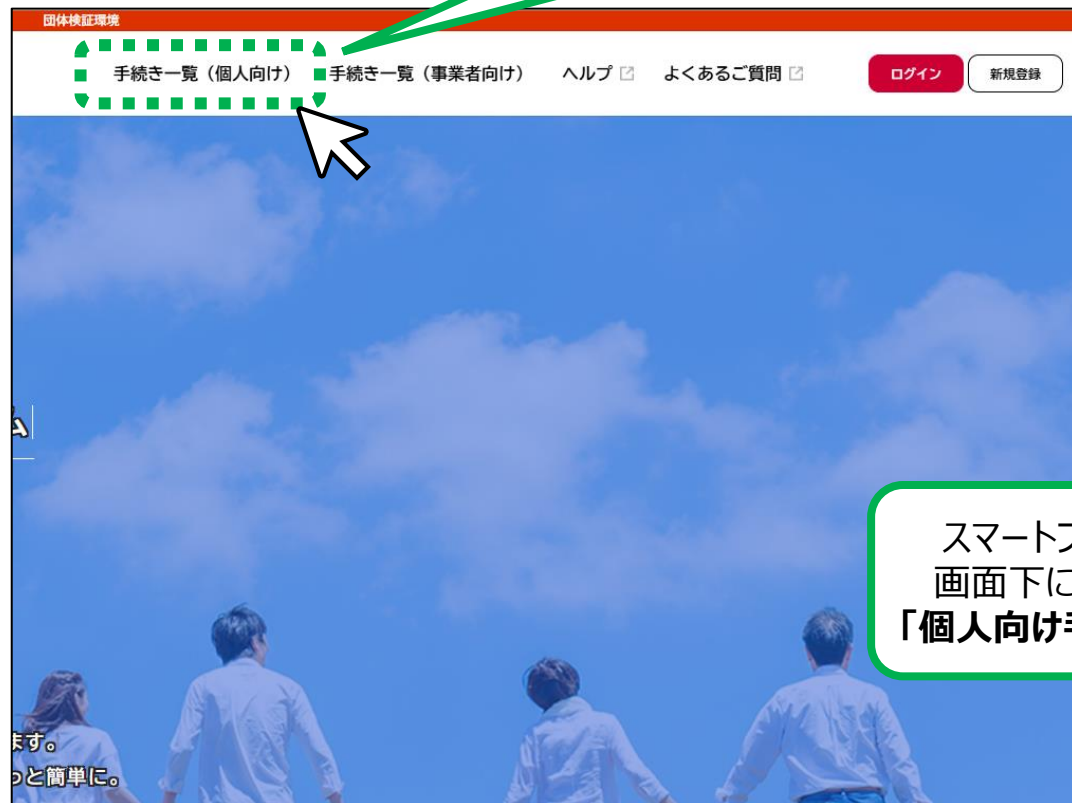 団体検証環境
手続き一覧（個人向け） 手続き一覧（事業者向け） ヘルプ よくあるご質問 ログイン 新規登録
ム
スマートフ
画面下に
「個人向け
ます。
っと簡単に。